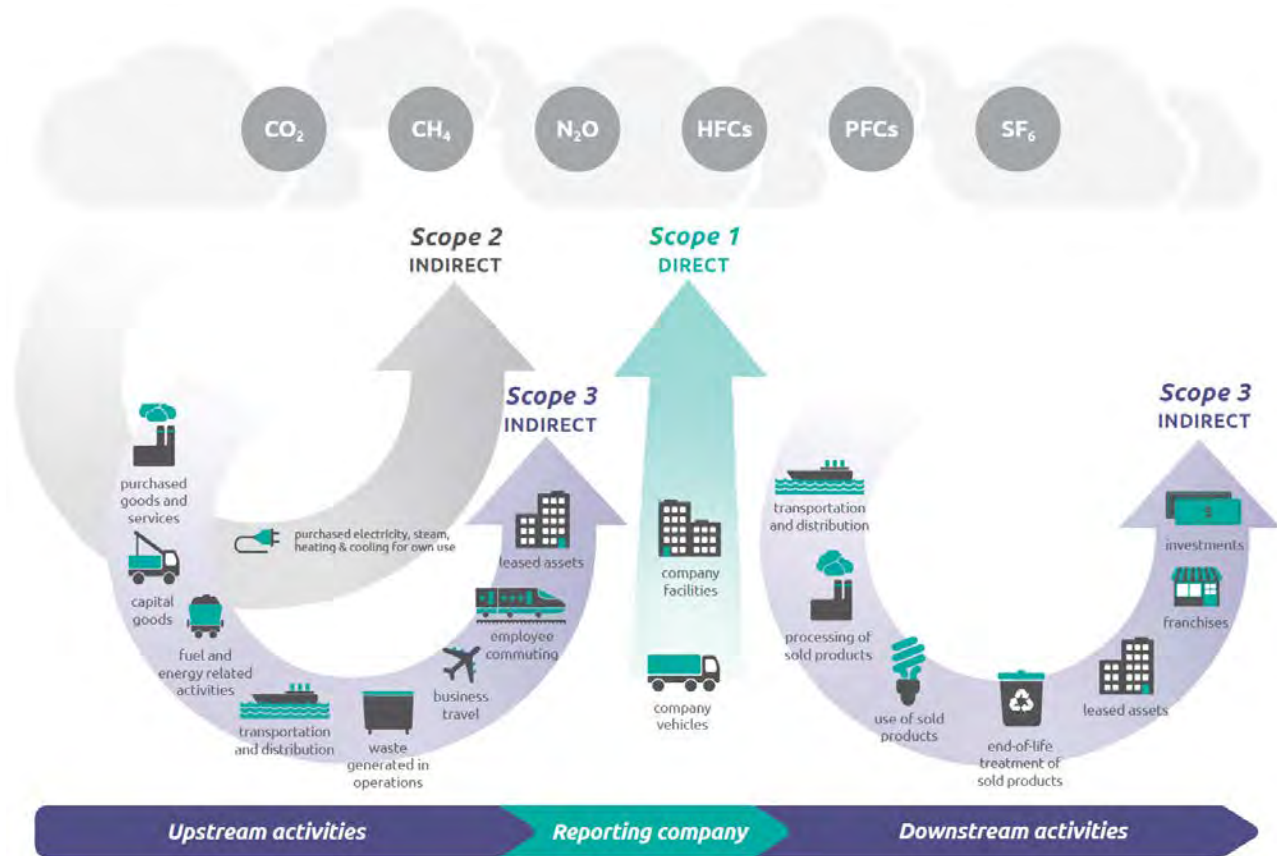 CO₂
CH₄
N₂O
HFCs
PFCs
SF₆
Scope 2
INDIRECT
Scope 1
DIRECT
Scope 3
INDIRECT
Scope 3
INDIRECT
purchased
goods and
services
capital
goods
fuel and
energy related
activities
transportation
and distribution
waste
generated in
operations
business
travel
employee
commuting
leased assets
purchased electricity, steam,
heating & cooling for own use
company
facilities
company
vehicles
transportation
and distribution
processing of
sold products
use of sold
products
end-of-life
treatment of
sold products
leased assets
franchises
investments
$
Upstream activities
Reporting company
Downstream activities